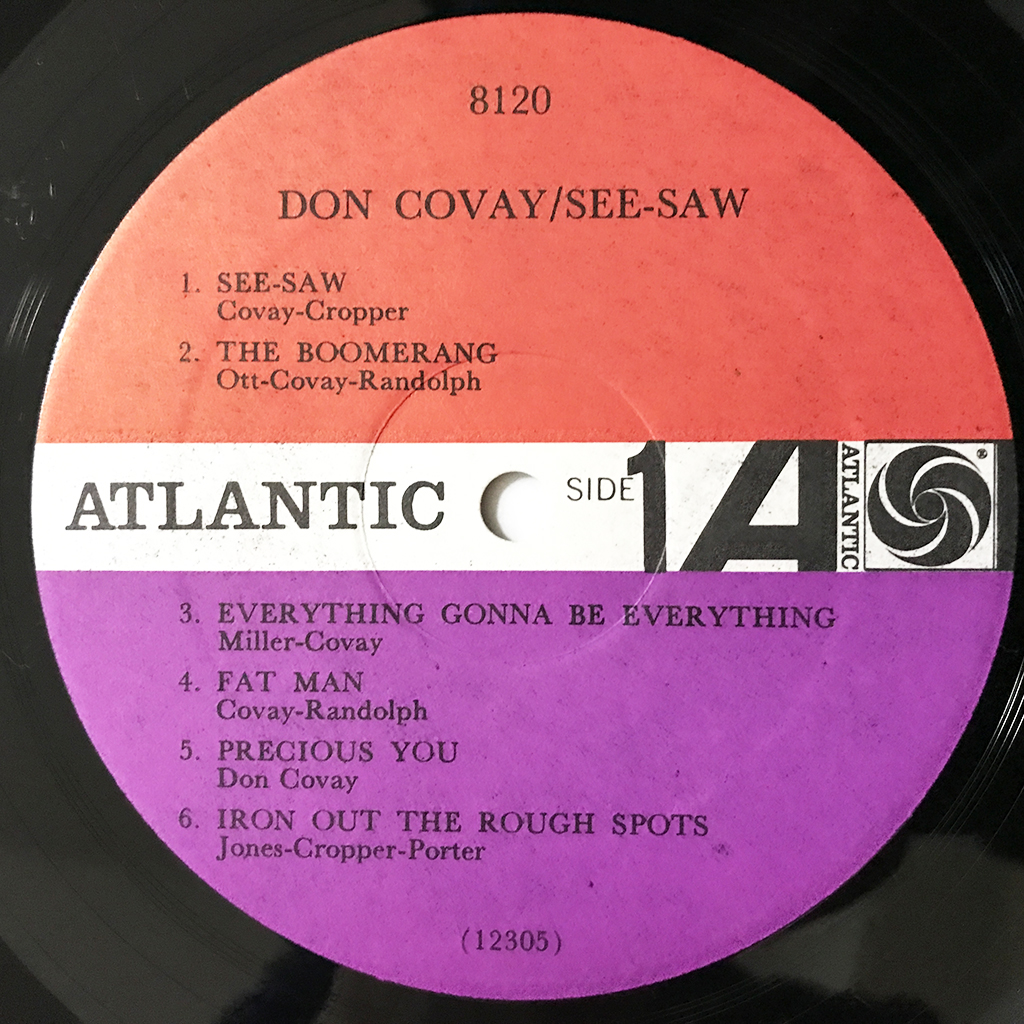 8120
DON COVAY/SEE-SAW
1. SEE-SAW
Covay-Cropper
2. THE BOOMERANG
Ott-Covay-Randolph
ATLANTIC
SIDE 1
A
ATLANTIC
®
3. EVERYTHING GONNA BE EVERYTHING
Miller-Covay
4. FAT MAN
Covay-Randolph
5. PRECIOUS YOU
Don Covay
6. IRON OUT THE ROUGH SPOTS
Jones-Cropper-Porter
(12305)